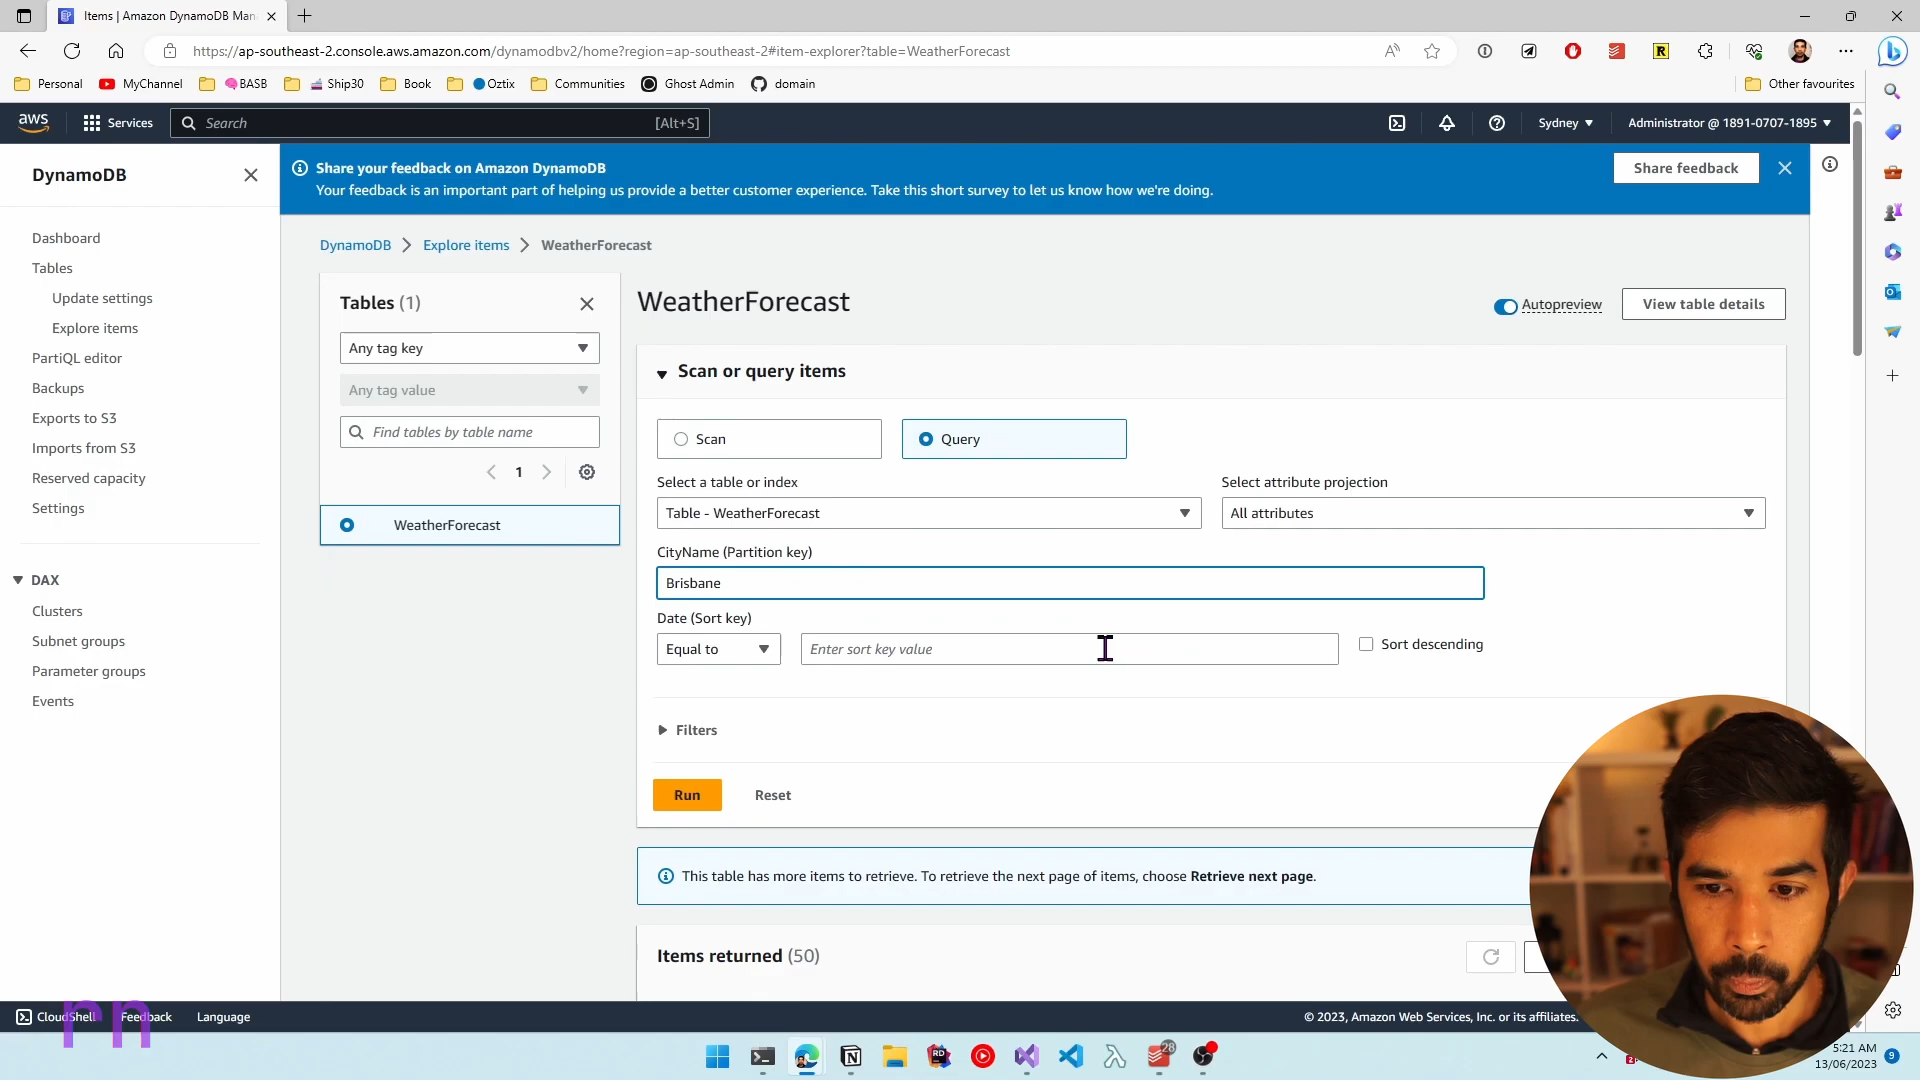 Items | Amazon DynamoDB Man
https://ap-southeast-2.console.aws.amazon.com/dynamodbv2/home?region=ap-southeast-2#item-explorer?table=WeatherForecast
Personal
MyChannel
BASB
Ship30
Book
Oztix
Communities
Ghost Admin
domain
Other favourites
aws
Services
Search
[Alt+S]
Sydney
Administrator @ 1891-0707-1895
DynamoDB
Share your feedback on Amazon DynamoDB
Your feedback is an important part of helping us provide a better customer experience. Take this short survey to let us know how we're doing.
Share feedback
Dashboard
Tables
Update settings
Explore items
PartiQL editor
Backups
Exports to S3
Imports from S3
Reserved capacity
Settings
DAX
Clusters
Subnet groups
Parameter groups
Events
DynamoDB > Explore items > WeatherForecast
Tables (1)
Any tag key
Any tag value
Find tables by table name
1
WeatherForecast
WeatherForecast
Autopreview
View table details
Scan or query items
Scan
Query
Select a table or index
Table - WeatherForecast
Select attribute projection
All attributes
CityName (Partition key)
Brisbane
Date (Sort key)
Equal to
Enter sort key value
Sort descending
Filters
Run
Reset
This table has more items to retrieve. To retrieve the next page of items, choose Retrieve next page.
Items returned (50)
CloudShell
Feedback
Language
© 2023, Amazon Web Services, Inc. or its affiliates.
rn
28
5:21 AM
13/06/2023
9